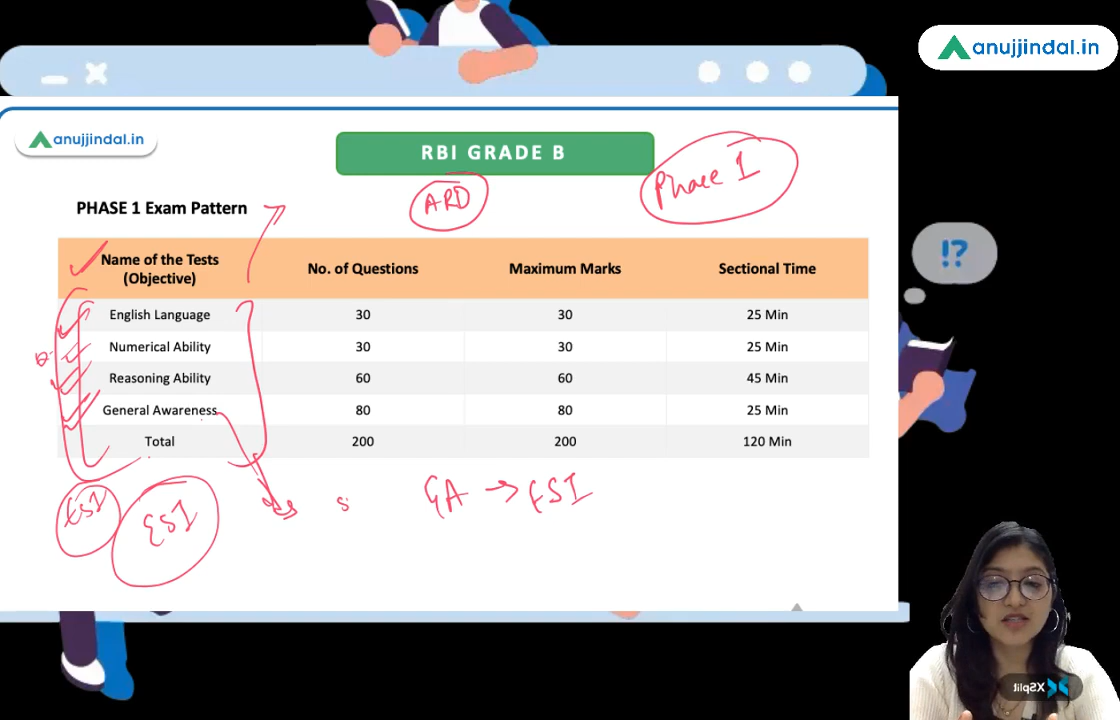 anujjindal.in
anujjindal.in
RBI GRADE B
Phase I
ARD
PHASE 1 Exam Pattern
Name of the Tests (Objective) No. of Questions Maximum Marks Sectional Time
English Language 30 30 25 Min
Numerical Ability 30 30 25 Min
Reasoning Ability 60 60 45 Min
General Awareness 80 80 25 Min
Total 200 200 120 Min
ESI
ESI
GA → ESI
!?
XSplit